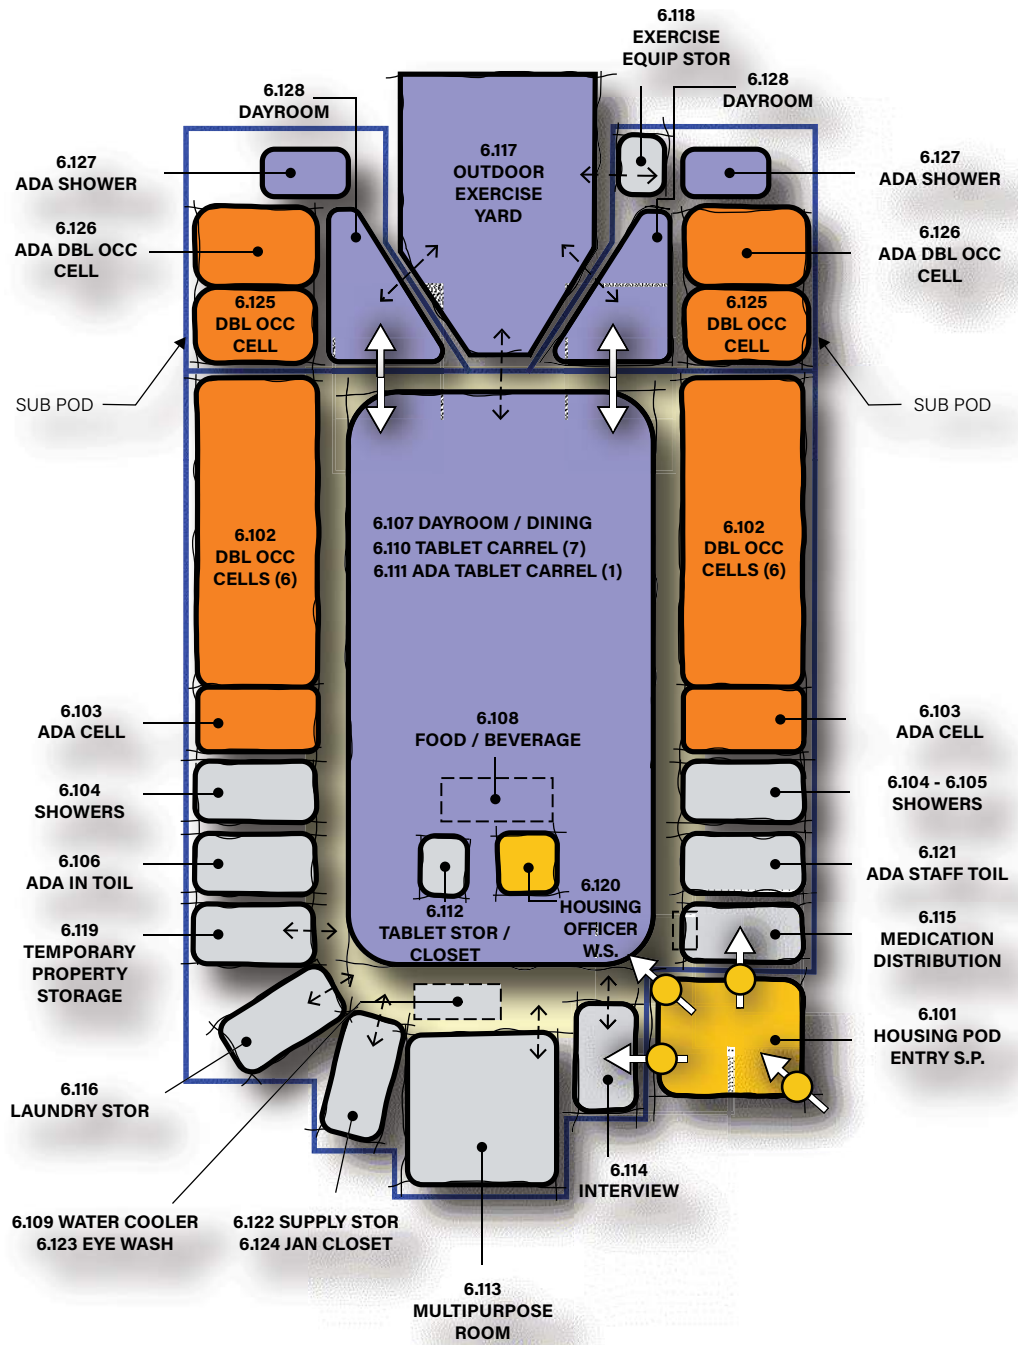 6.118
EXERCISE
EQUIP STOR
6.128
DAYROOM
6.128
DAYROOM
6.117
OUTDOOR
EXERCISE
YARD
6.127
ADA SHOWER
6.127
ADA SHOWER
6.126
ADA DBL OCC
CELL
6.126
ADA DBL OCC
CELL
6.125
DBL OCC
CELL
6.125
DBL OCC
CELL
SUB POD
SUB POD
6.102
DBL OCC
CELLS (6)
6.107 DAYROOM / DINING
6.110 TABLET CARREL (7)
6.111 ADA TABLET CARREL (1)
6.102
DBL OCC
CELLS (6)
6.103
ADA CELL
6.108
FOOD / BEVERAGE
6.103
ADA CELL
6.104
SHOWERS
6.104 - 6.105
SHOWERS
6.106
ADA IN TOIL
6.121
ADA STAFF TOIL
6.112
TABLET STOR /
CLOSET
6.120
HOUSING
OFFICER
W.S.
6.119
TEMPORARY
PROPERTY
STORAGE
6.115
MEDICATION
DISTRIBUTION
6.101
HOUSING POD
ENTRY S.P.
6.116
LAUNDRY STOR
6.114
INTERVIEW
6.109 WATER COOLER
6.123 EYE WASH
6.122 SUPPLY STOR
6.124 JAN CLOSET
6.113
MULTIPURPOSE
ROOM